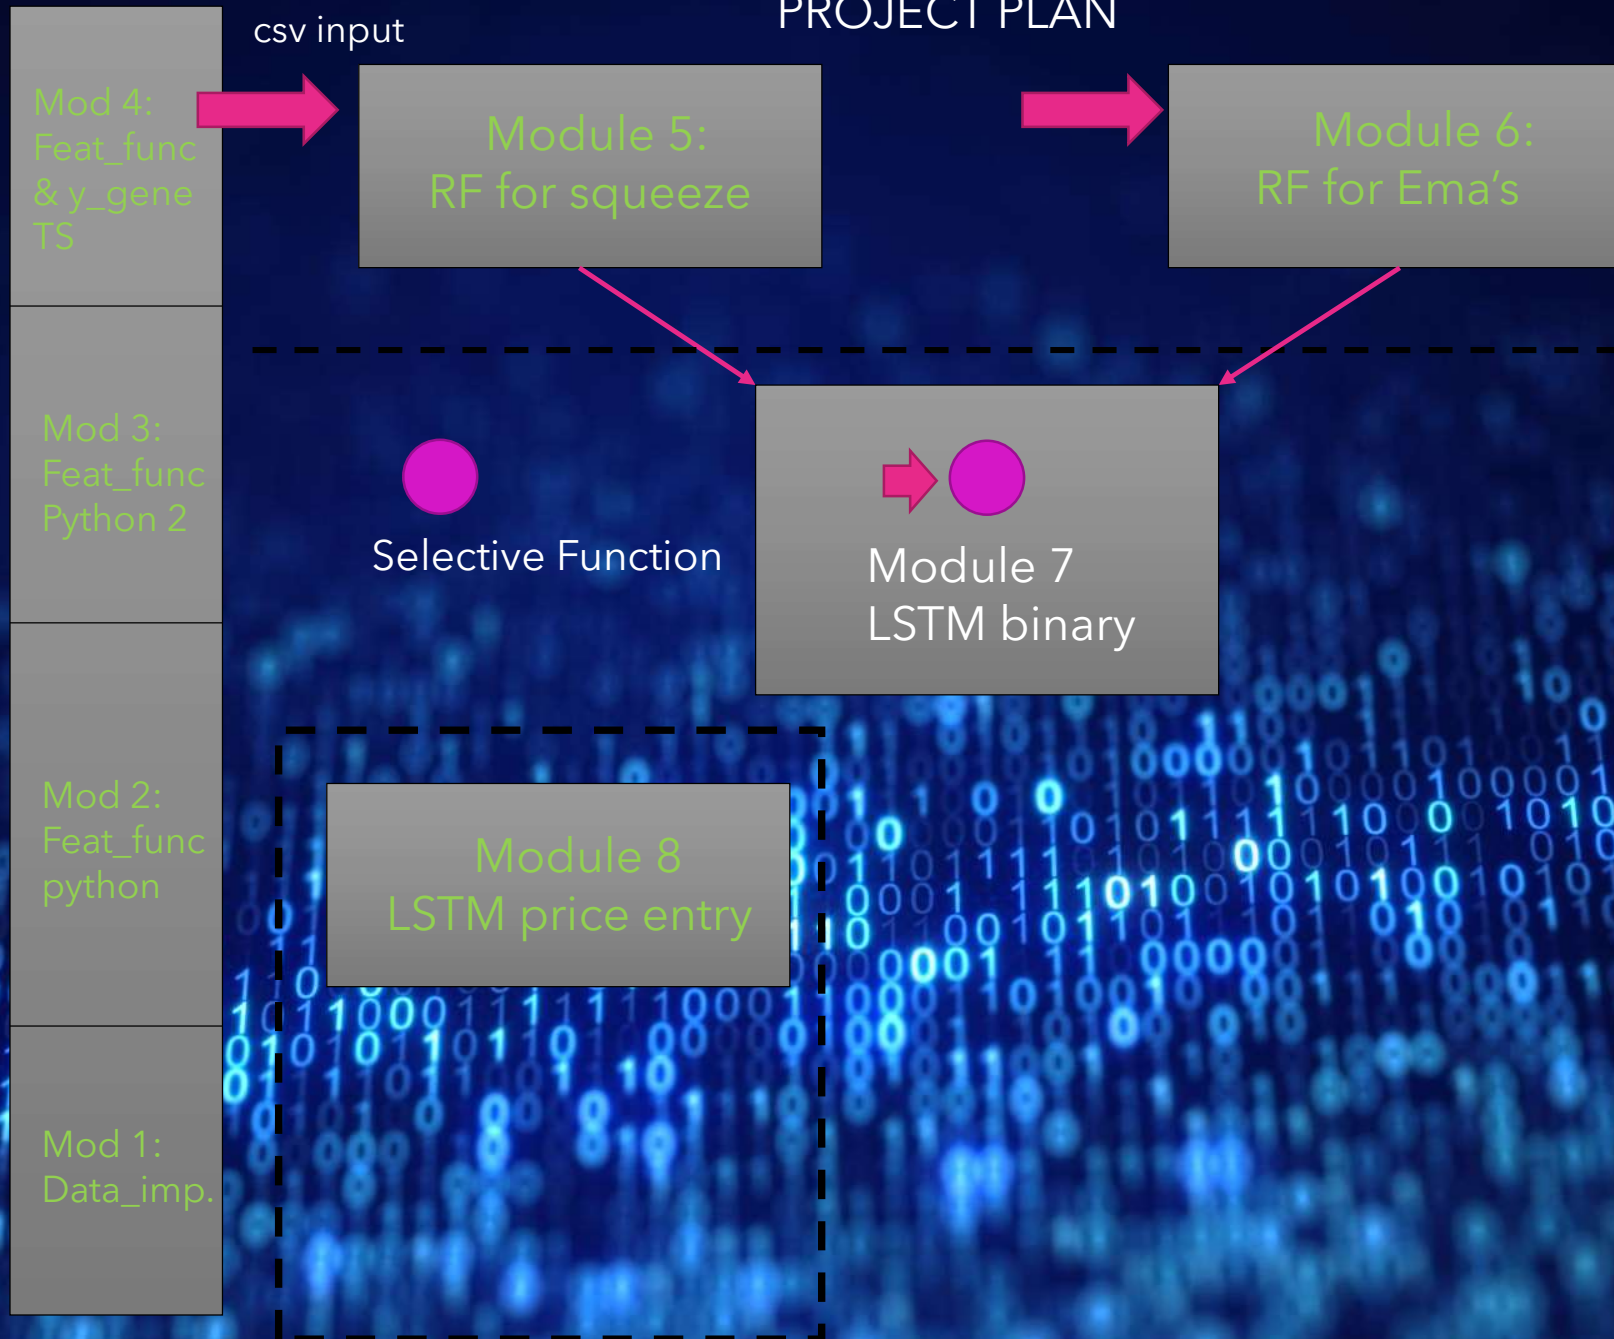 PROJECT PLAN
csv input
Mod 4:
Feat_func
& y_gene
TS
Module 5:
RF for squeeze
Module 6:
RF for Ema’s
Mod 3:
Feat_func
Python 2
Selective Function
Module 7
LSTM binary
Mod 2:
Feat_func
python
Module 8
LSTM price entry
Mod 1:
Data_imp.